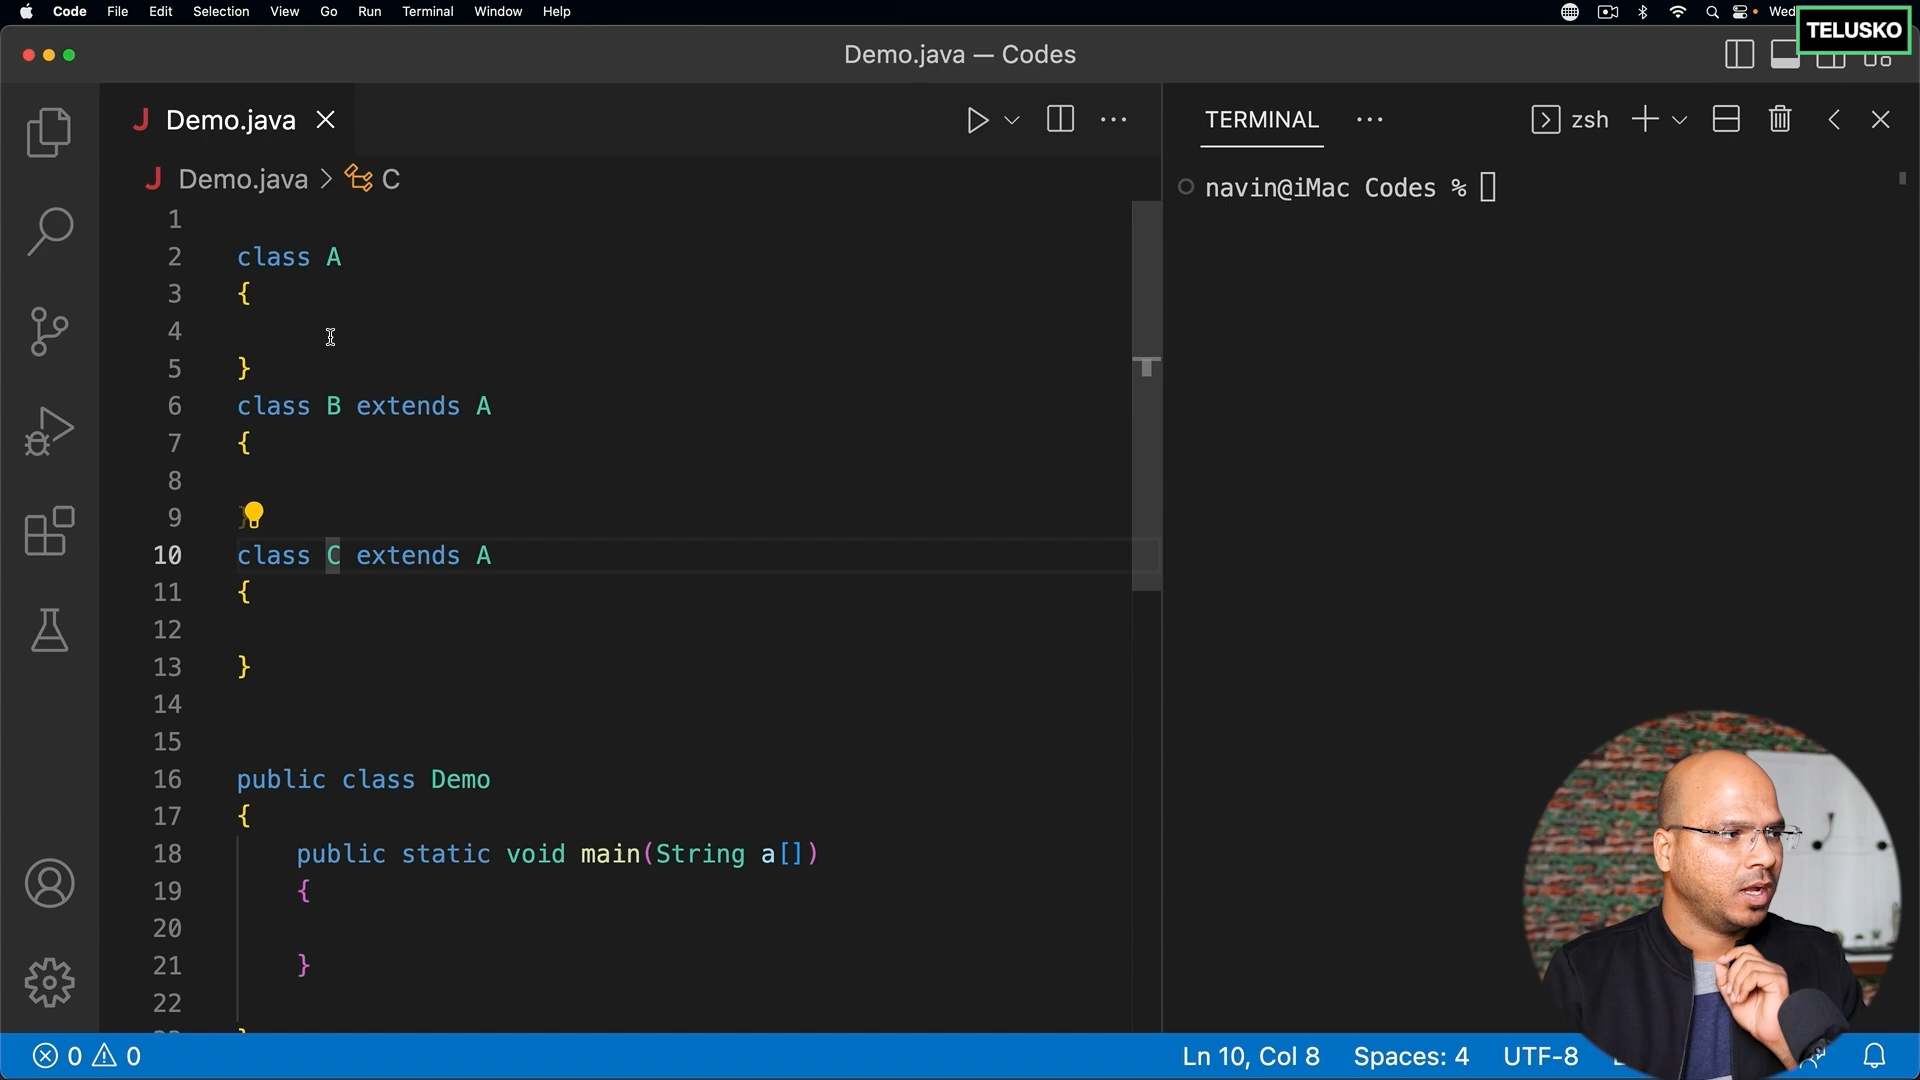 Code File Edit Selection View Go Run Terminal Window Help Wed
TELUSKO
Demo.java — Codes
Demo.java
TERMINAL zsh
Demo.java > C
navin@iMac Codes %
1
2 class A
3 {
4
5 }
6 class B extends A
7 {
8
9 }
10 class C extends A
11 {
12
13 }
14
15
16 public class Demo
17 {
18 public static void main(String a[])
19 {
20
21 }
22
0 0 Ln 10, Col 8 Spaces: 4 UTF-8